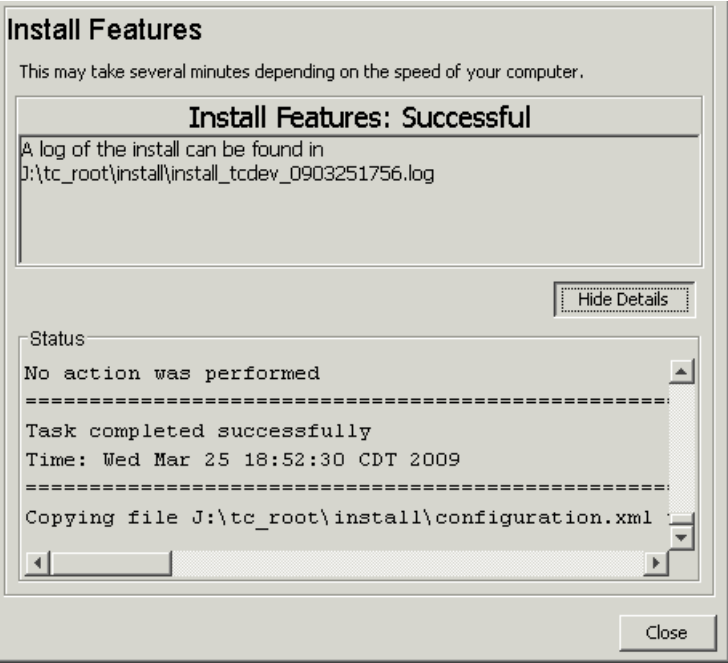 Install Features
This may take several minutes depending on the speed of your computer.
Install Features: Successful
A log of the install can be found in
J:\tc_root\install\install_tcdev_0903251756.log
Hide Details
Status
No action was performed
==================================================
Task completed successfully
Time: Wed Mar 25 18:52:30 CDT 2009
==================================================
Copying file J:\tc_root\install\configuration.xml
Close